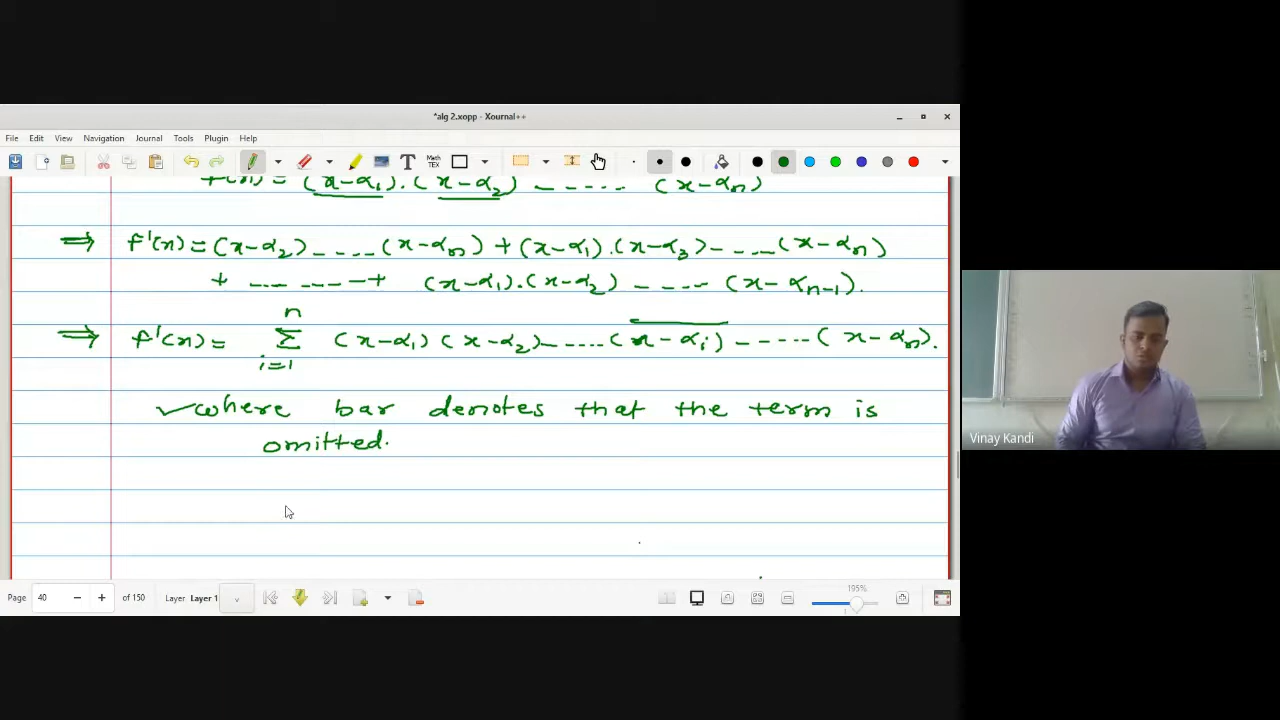 *alg 2.xopp - Xournal++
File Edit View Navigation Journal Tools Plugin Help
f(x) = (x-α₁).(x-α₂) ------ (x-αₙ)
⇒ f'(x) = (x-α₂)-----(x-αₙ) + (x-α₁).(x-α₃)-----(x-αₙ)
+ -------+ (x-α₁).(x-α₂) ----- (x-αₙ₋₁).
⇒ f'(x) = n∑i=1 (x-α₁)(x-α₂)------(x-αᵢ)------(x-αₙ).
✓where bar denotes that the term is
omitted.
Vinay Kandi
Page 40 of 150 Layer Layer 1 195%